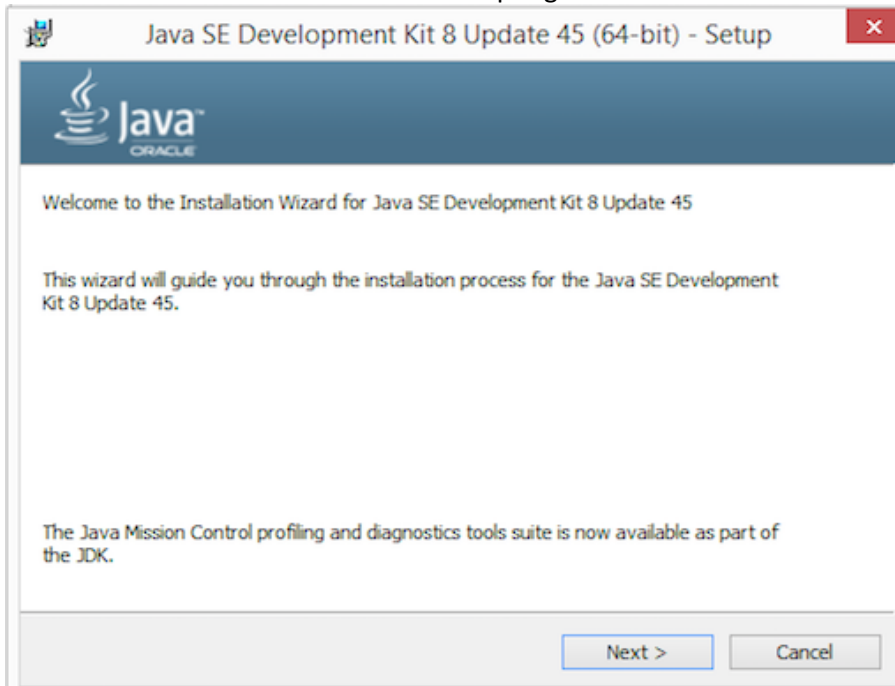 Java SE Development Kit 8 Update 45 (64-bit) - Setup
Java™
ORACLE
Welcome to the Installation Wizard for Java SE Development Kit 8 Update 45
This wizard will guide you through the installation process for the Java SE Development
Kit 8 Update 45.
The Java Mission Control profiling and diagnostics tools suite is now available as part of
the JDK.
Next >
Cancel